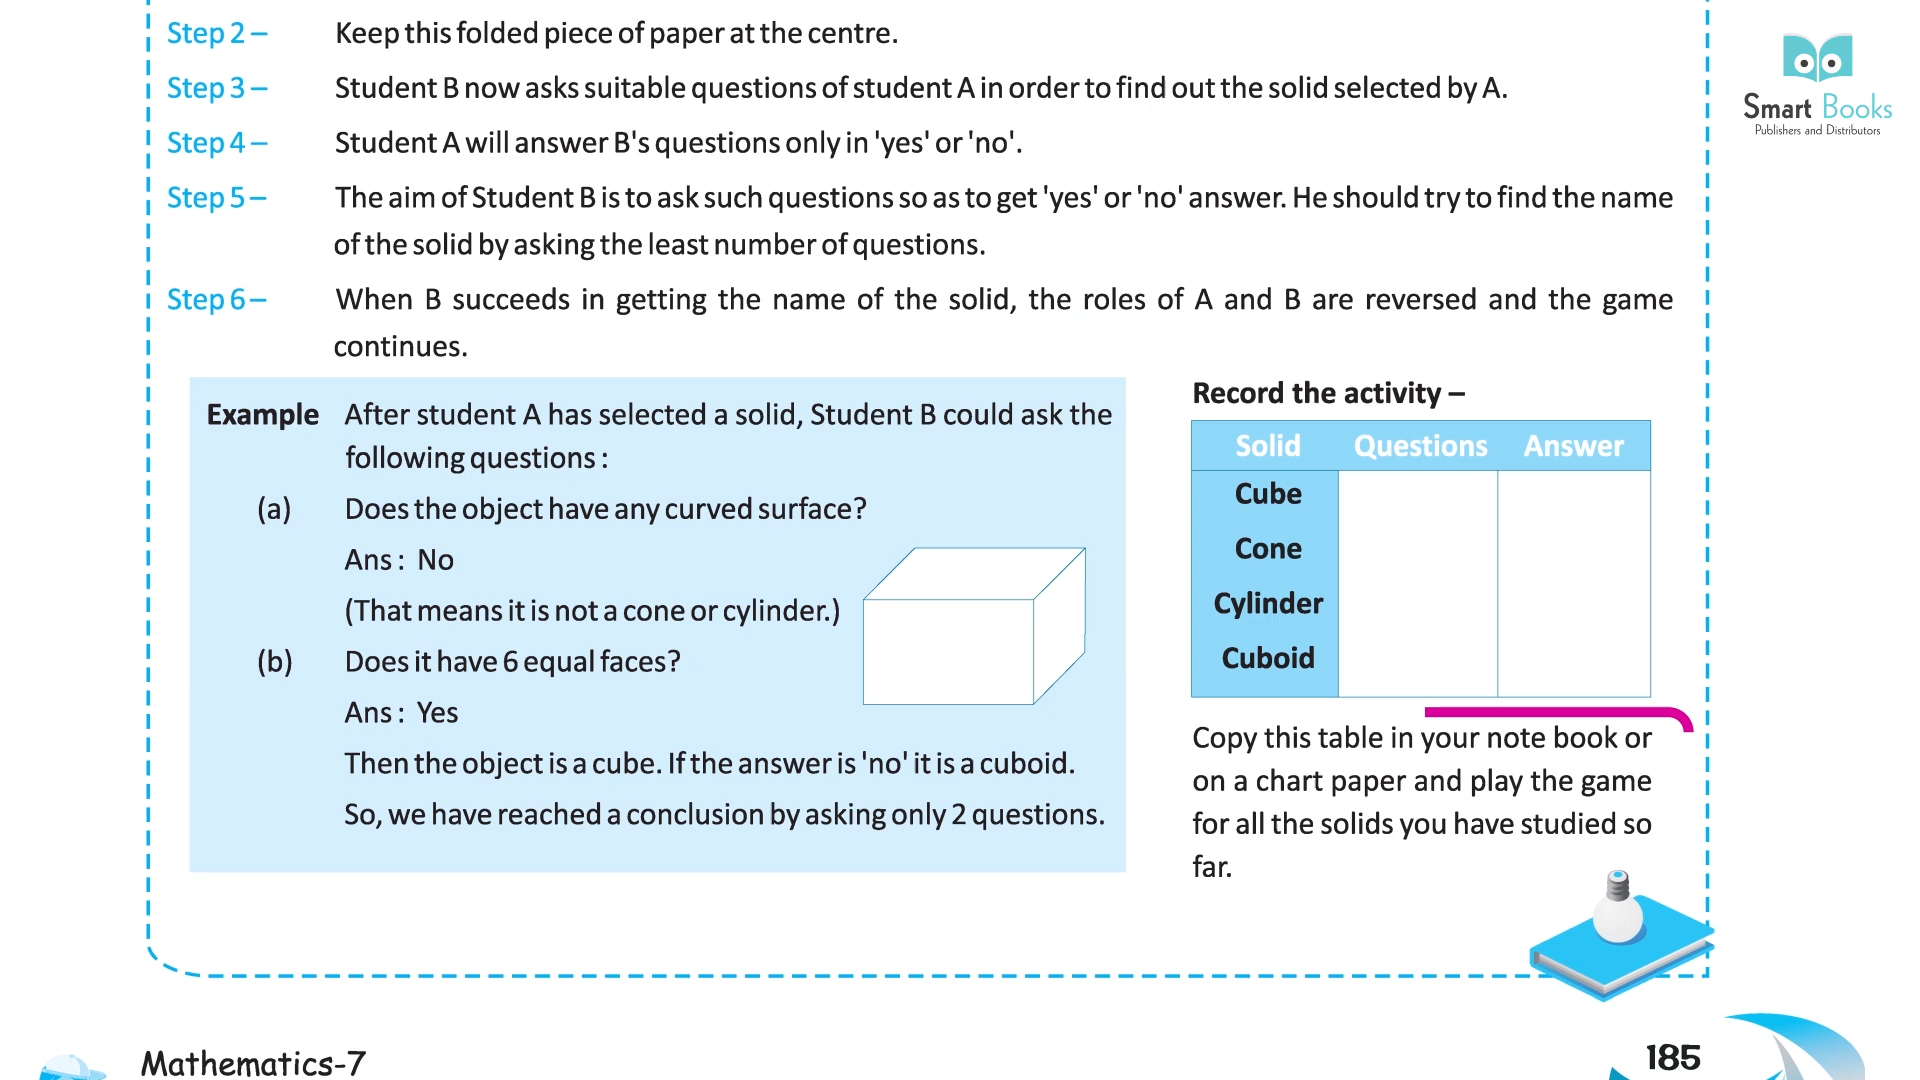 Step 2 – Keep this folded piece of paper at the centre.
Step 3 – Student B now asks suitable questions of student A in order to find out the solid selected by A.
Step 4 – Student A will answer B's questions only in 'yes' or 'no'.
Step 5 – The aim of Student B is to ask such questions so as to get 'yes' or 'no' answer. He should try to find the name
of the solid by asking the least number of questions.
Step 6 – When B succeeds in getting the name of the solid, the roles of A and B are reversed and the game
continues.
Example After student A has selected a solid, Student B could ask the
following questions :
(a) Does the object have any curved surface?
Ans : No
(That means it is not a cone or cylinder.)
(b) Does it have 6 equal faces?
Ans : Yes
Then the object is a cube. If the answer is 'no' it is a cuboid.
So, we have reached a conclusion by asking only 2 questions.
Record the activity –
Solid Questions Answer
Cube
Cone
Cylinder
Cuboid
Copy this table in your note book or
on a chart paper and play the game
for all the solids you have studied so
far.
Smart Books
Publishers and Distributors
Mathematics-7
185